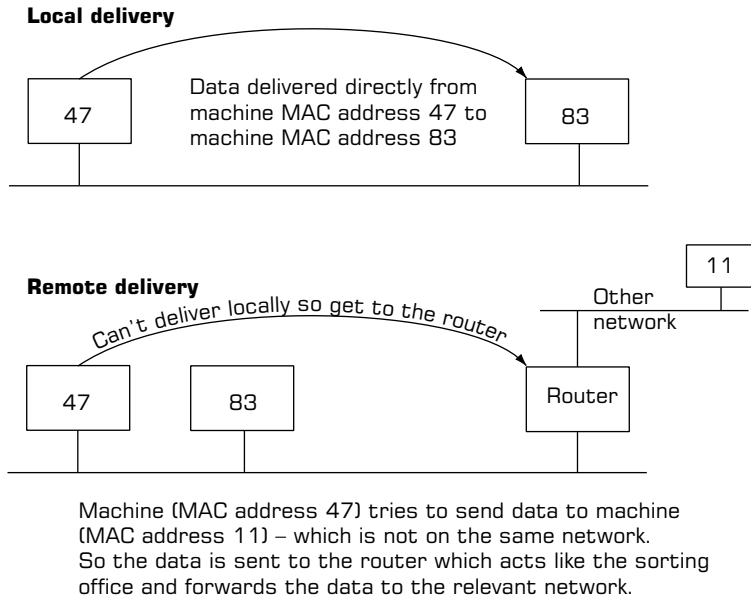 Local delivery
47
Data delivered directly from
machine MAC address 47 to
machine MAC address 83
83
Remote delivery
Can't deliver locally so get to the router
11
Other
network
47
83
Router
Machine (MAC address 47) tries to send data to machine
(MAC address 11) – which is not on the same network.
So the data is sent to the router which acts like the sorting
office and forwards the data to the relevant network.